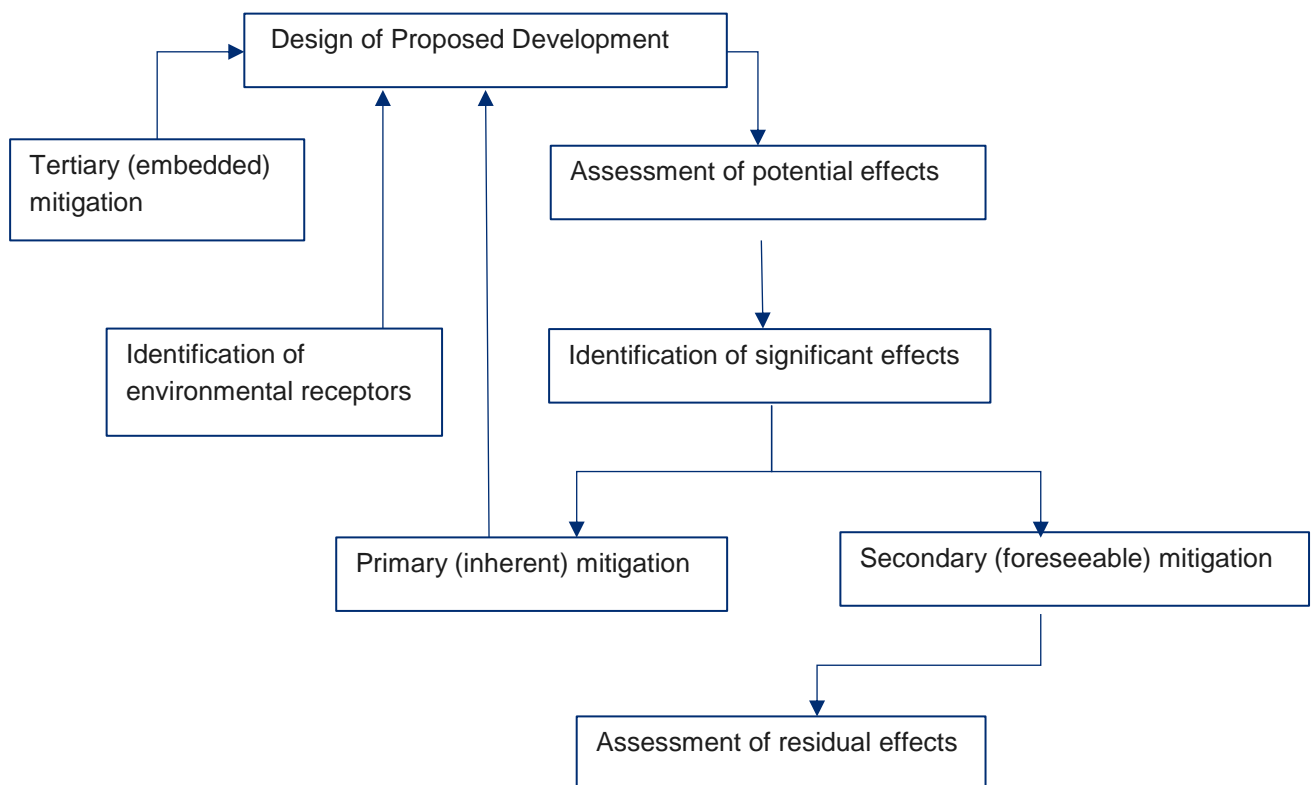 Design of Proposed Development
Tertiary (embedded)
mitigation
Assessment of potential effects
Identification of
environmental receptors
Identification of significant effects
Primary (inherent) mitigation
Secondary (foreseeable) mitigation
Assessment of residual effects